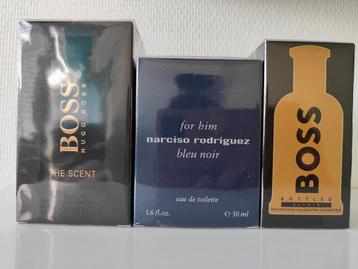 BOSS
HUGO BOSS
THE SCENT
for him
narciso rodriguez
bleu noir
eau de toilette
1.6 fl.oz. 50 ml
BOSS
BOTTLED